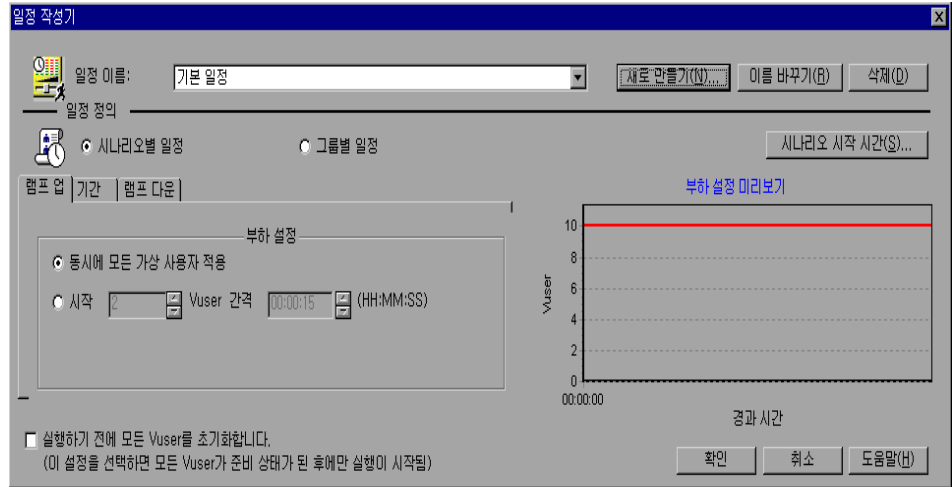 일정 작성기
일정 이름: 기본 일정 새로 만들기(N)... 이름 바꾸기(R) 삭제(D)
일정 정의
시나리오별 일정 그룹별 일정 시나리오 시작 시간(S)...
램프 업 기간 램프 다운
부하 설정 미리보기
부하 설정
동시에 모든 가상 사용자 적용
시작 2 Vuser 간격 00:00:15 (HH:MM:SS)
Vuser
10
8
6
4
2
0
00:00:00
경과 시간
실행하기 전에 모든 Vuser를 초기화합니다.
(이 설정을 선택하면 모든 Vuser가 준비 상태가 된 후에만 실행이 시작됨)
확인 취소 도움말(H)